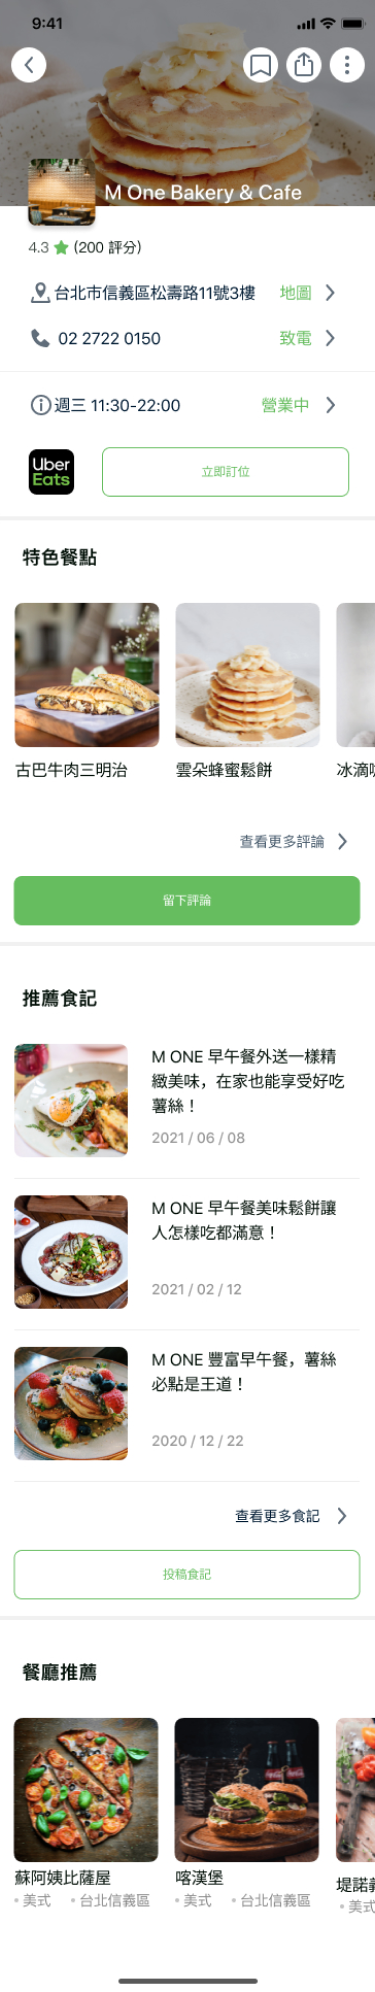 9:41
M One Bakery & Cafe
4.3 ★ (200 評分)
台北市信義區松壽路11號3樓 地圖
02 2722 0150 致電
週三 11:30-22:00 營業中
Uber
Eats
立即訂位
特色餐點
古巴牛肉三明治 雲朵蜂蜜鬆餅 冰滴
查看更多評論
留下評論
推薦食記
M ONE 早午餐外送一樣精
緻美味，在家也能享受好吃
薯絲！
2021 / 06 / 08
M ONE 早午餐美味鬆餅讓
人怎樣吃都滿意！
2021 / 02 / 12
M ONE 豐富早午餐，薯絲
必點是王道！
2020 / 12 / 22
查看更多食記
投稿食記
餐廳推薦
蘇阿姨比薩屋 喀漢堡 堤諾
• 美式 • 台北信義區 • 美式 • 台北信義區 • 美式